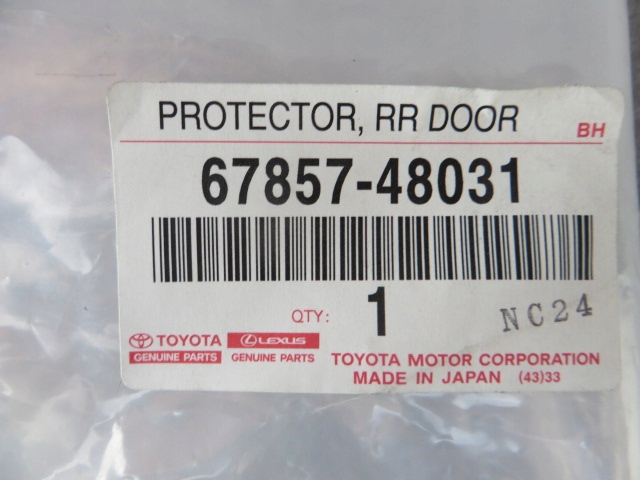 PROTECTOR, RR DOOR
BH
67857-48031
QTY: 1
NC24
TOYOTA LEXUS
GENUINE PARTS GENUINE PARTS
TOYOTA MOTOR CORPORATION
MADE IN JAPAN (43)33